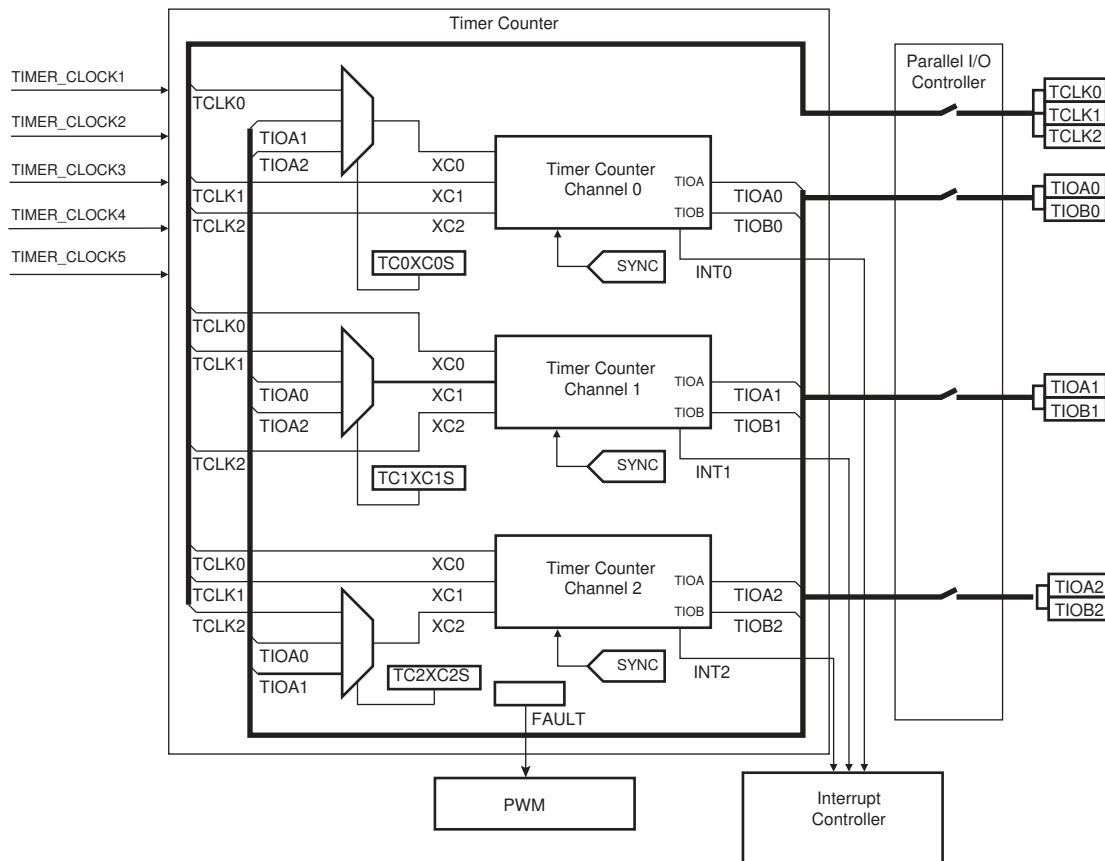 Timer Counter
Parallel I/O
Controller
TIMER_CLOCK1
TIMER_CLOCK2
TIMER_CLOCK3
TIMER_CLOCK4
TIMER_CLOCK5
TCLK0
TIOA1
TIOA2
TCLK1
TCLK2
XC0
XC1
XC2
Timer Counter
Channel 0
TIOA
TIOB
TIOA0
TIOB0
TC0XC0S
SYNC
INT0
TCLK0
TCLK1
TIOA0
TIOA2
TCLK2
XC0
XC1
XC2
Timer Counter
Channel 1
TIOA
TIOB
TIOA1
TIOB1
TC1XC1S
SYNC
INT1
TCLK0
TCLK1
TCLK2
TIOA0
TIOA1
XC0
XC1
XC2
Timer Counter
Channel 2
TIOA
TIOB
TIOA2
TIOB2
TC2XC2S
SYNC
INT2
FAULT
TCLK0
TCLK1
TCLK2
TIOA0
TIOB0
TIOA1
TIOB1
TIOA2
TIOB2
PWM
Interrupt
Controller